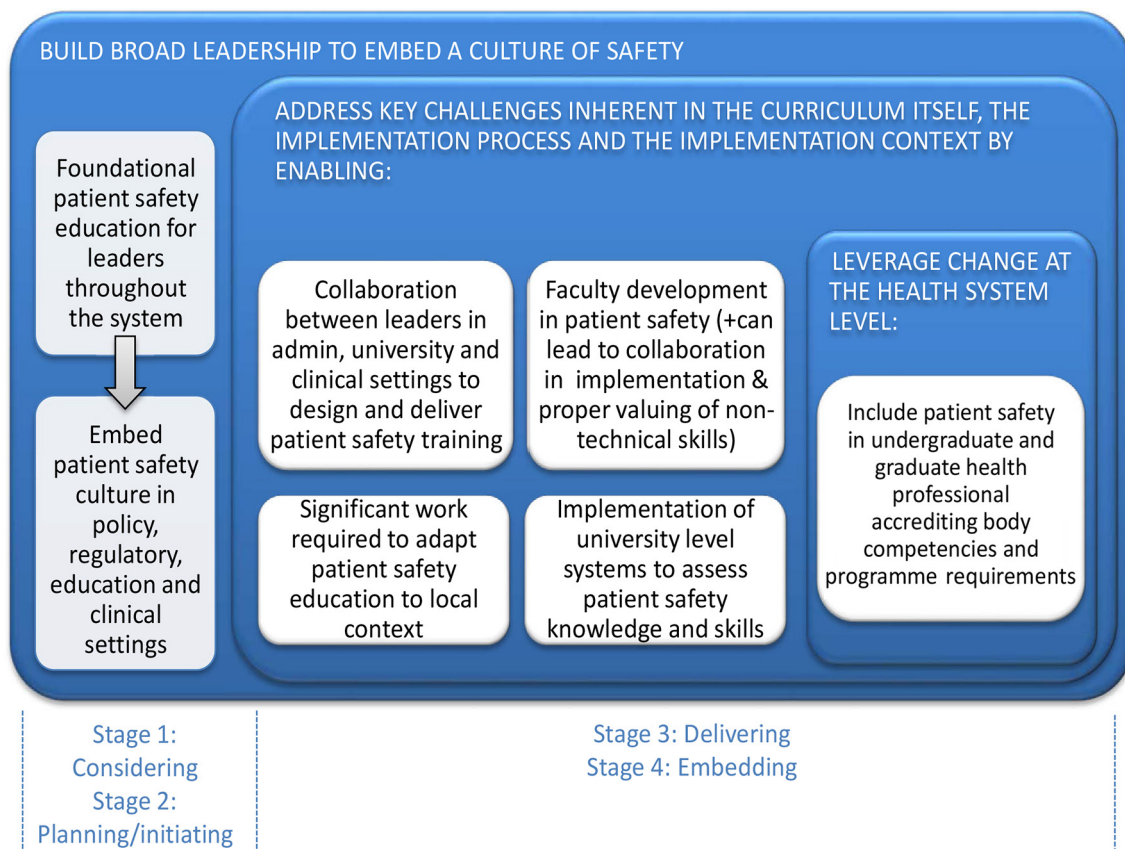 BUILD BROAD LEADERSHIP TO EMBED A CULTURE OF SAFETY
Foundational
patient safety
education for
leaders
throughout
the system
Embed
patient safety
culture in
policy,
regulatory,
education and
clinical
settings
ADDRESS KEY CHALLENGES INHERENT IN THE CURRICULUM ITSELF, THE
IMPLEMENTATION PROCESS AND THE IMPLEMENTATION CONTEXT BY
ENABLING:
Collaboration
between leaders in
admin, university and
clinical settings to
design and deliver
patient safety training
Faculty development
in patient safety (+can
lead to collaboration
in implementation &
proper valuing of non-
technical skills)
Significant work
required to adapt
patient safety
education to local
context
Implementation of
university level
systems to assess
patient safety
knowledge and skills
LEVERAGE CHANGE AT
THE HEALTH SYSTEM
LEVEL:
Include patient safety
in undergraduate and
graduate health
professional
accrediting body
competencies and
programme requirements
Stage 1:
Considering
Stage 2:
Planning/initiating
Stage 3: Delivering
Stage 4: Embedding